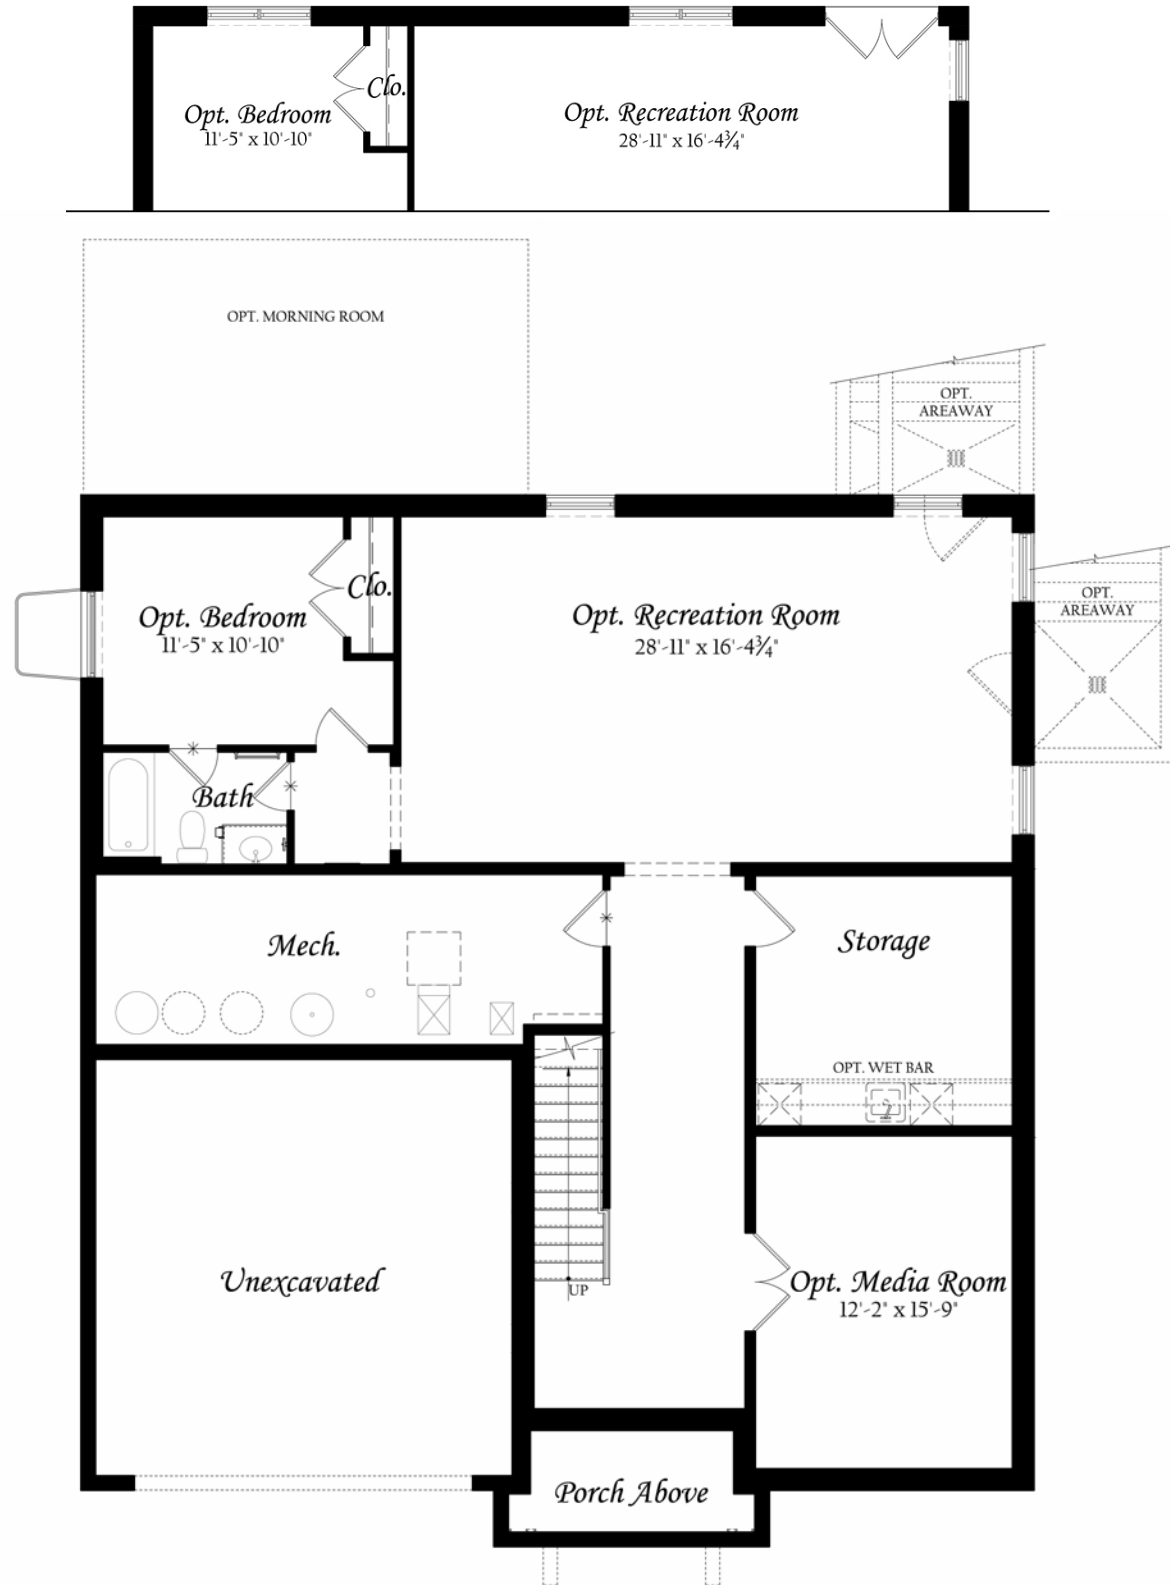 Clo.
Opt. Bedroom
11'-5" x 10'-10"
Opt. Recreation Room
28'-11" x 16'-4¾"
OPT. MORNING ROOM
OPT.
AREAWAY
Clo.
Opt. Bedroom
11'-5" x 10'-10"
Opt. Recreation Room
28'-11" x 16'-4¾"
OPT.
AREAWAY
Bath
Mech.
Storage
OPT. WET BAR
UP
Unexcavated
Opt. Media Room
12'-2" x 15'-9"
Porch Above